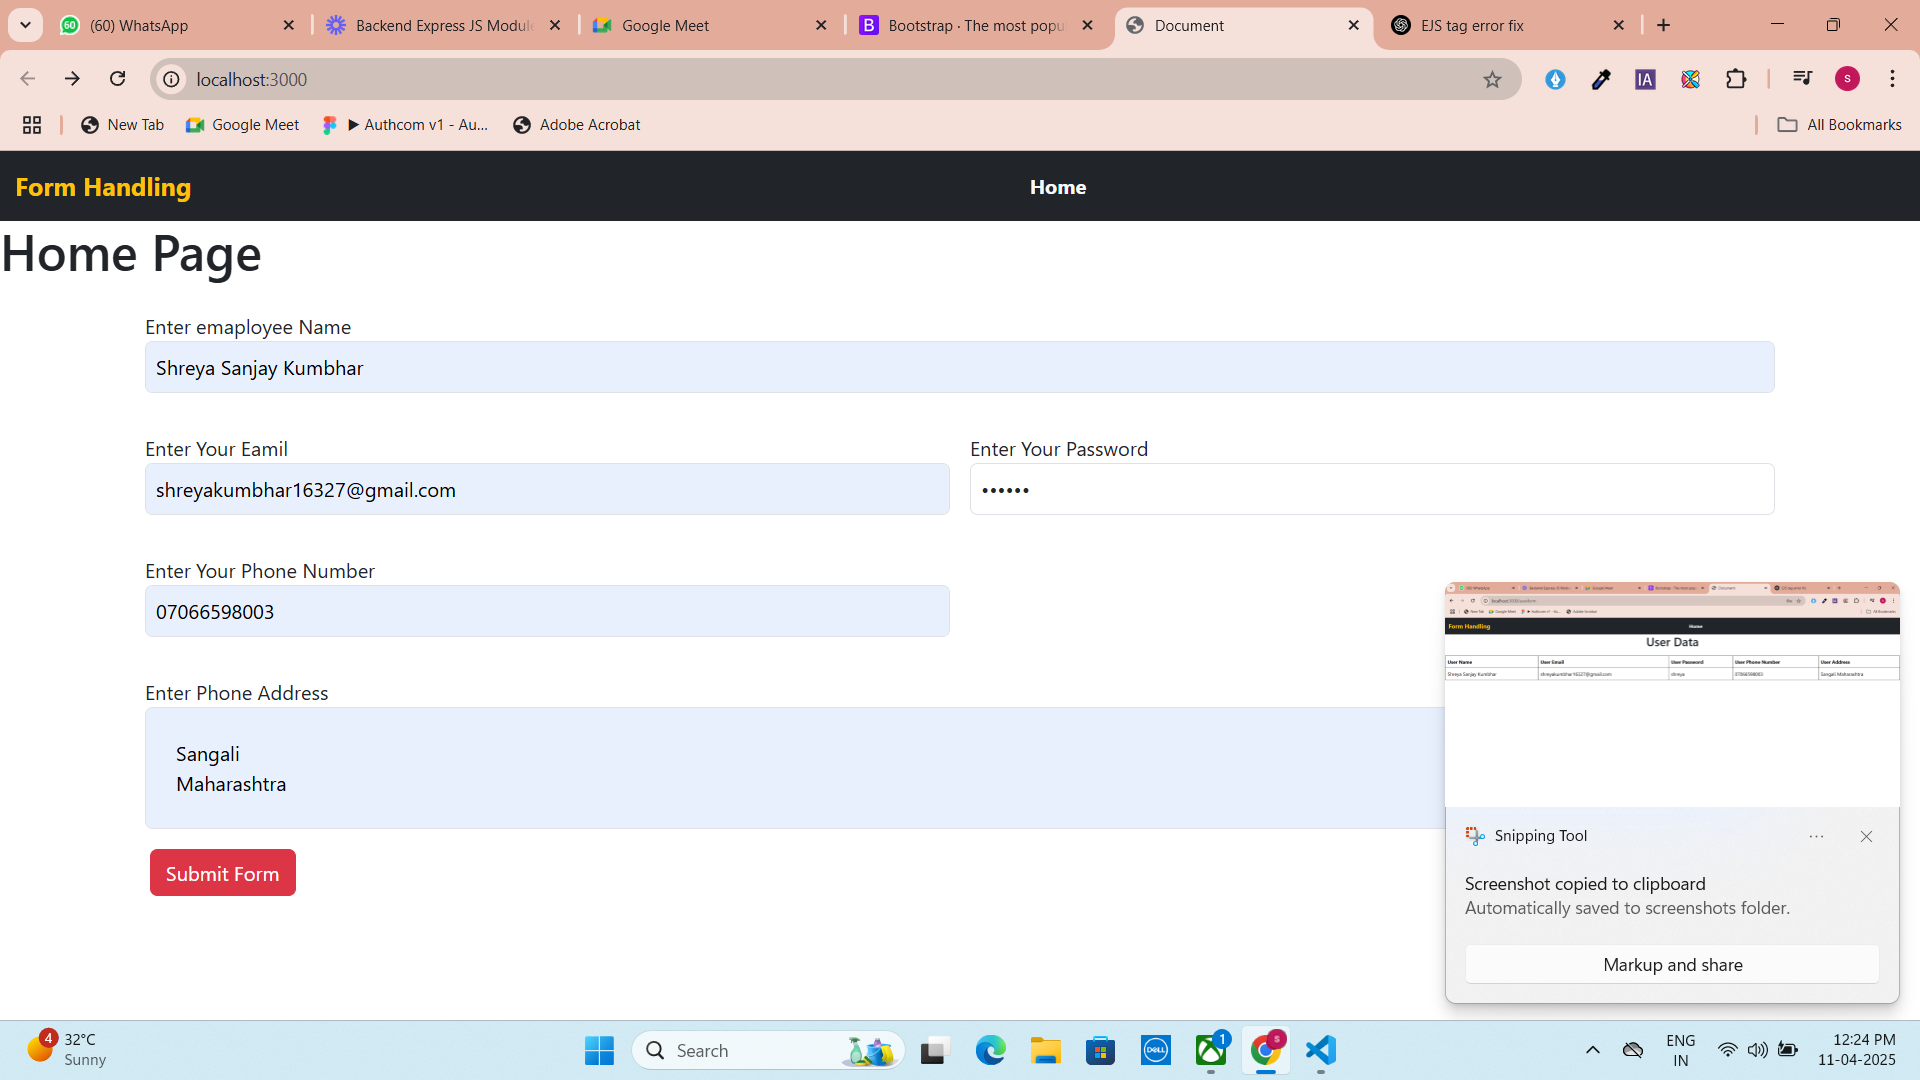 60
(60) WhatsApp
Backend Express JS Modul
Google Meet
B
Bootstrap · The most popu
Document
EJS tag error fix
localhost:3000
IA
s
New Tab
Google Meet
Authcom v1 - Au...
Adobe Acrobat
All Bookmarks
Form Handling
Home
Home Page
Enter emaployee Name
Shreya Sanjay Kumbhar
Enter Your Eamil
Enter Your Password
shreyakumbhar16327@gmail.com
••••••
Enter Your Phone Number
07066598003
Enter Phone Address
Sangali
Maharashtra
Submit Form
Form Handling
Home
User Data
User Name
User Email
User Password
User Phone Number
User Address
Shreya Sanjay Kumbhar
shreyakumbhar16327@gmail.com
shreya
07066598003
Sangali Maharashtra
Snipping Tool
Screenshot copied to clipboard
Automatically saved to screenshots folder.
Markup and share
4
32°C
Sunny
Search
DELL
1
s
ENG
IN
12:24 PM
11-04-2025